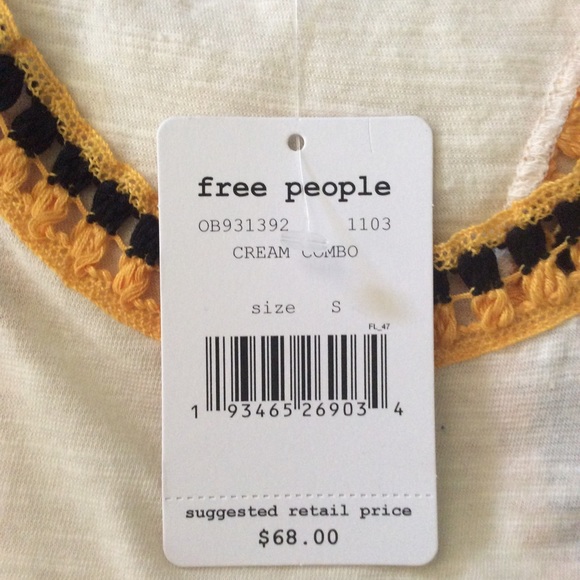 free people
OB931392 1103
CREAM COMBO
size S
FL_47
1 93465 26903 4
suggested retail price
$68.00